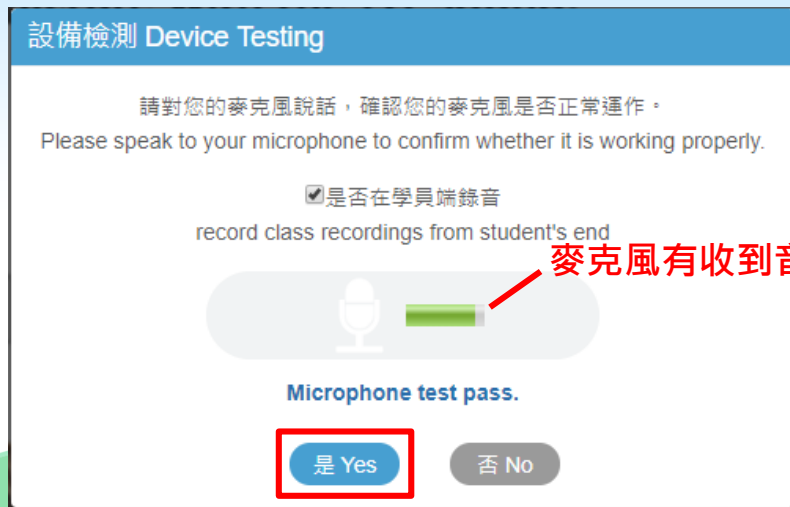 設備檢測 Device Testing
請對您的麥克風說話，確認您的麥克風是否正常運作。
Please speak to your microphone to confirm whether it is working properly.
是否在學員端錄音
record class recordings from student's end
麥克風有收到音
Microphone test pass.
是 Yes
否 No